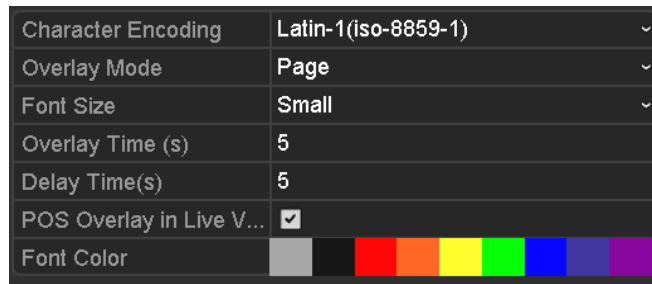 Character Encoding Latin-1(iso-8859-1)
Overlay Mode Page
Font Size Small
Overlay Time (s) 5
Delay Time(s) 5
POS Overlay in Live V...
Font Color